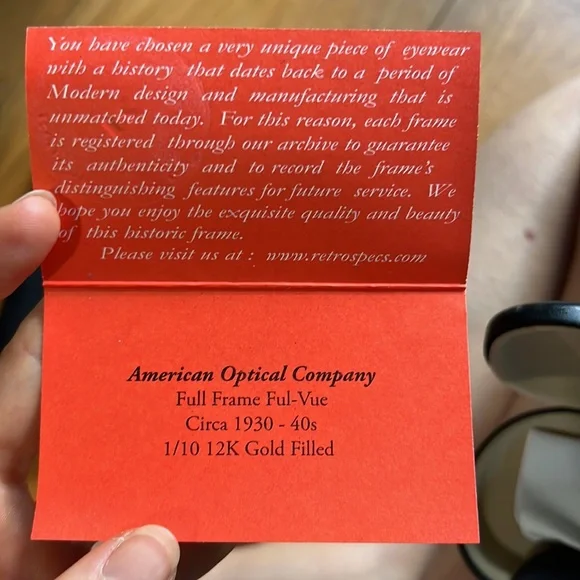 You have chosen a very unique piece of eyewear
with a history that dates back to a period of
Modern design and manufacturing that is
unmatched today. For this reason, each frame
is registered through our archive to guarantee
its authenticity and to record the frame's
distinguishing features for future service. We
hope you enjoy the exquisite quality and beauty
of this historic frame.
Please visit us at : www.retrospecs.com
American Optical Company
Full Frame Ful-Vue
Circa 1930 - 40s
1/10 12K Gold Filled